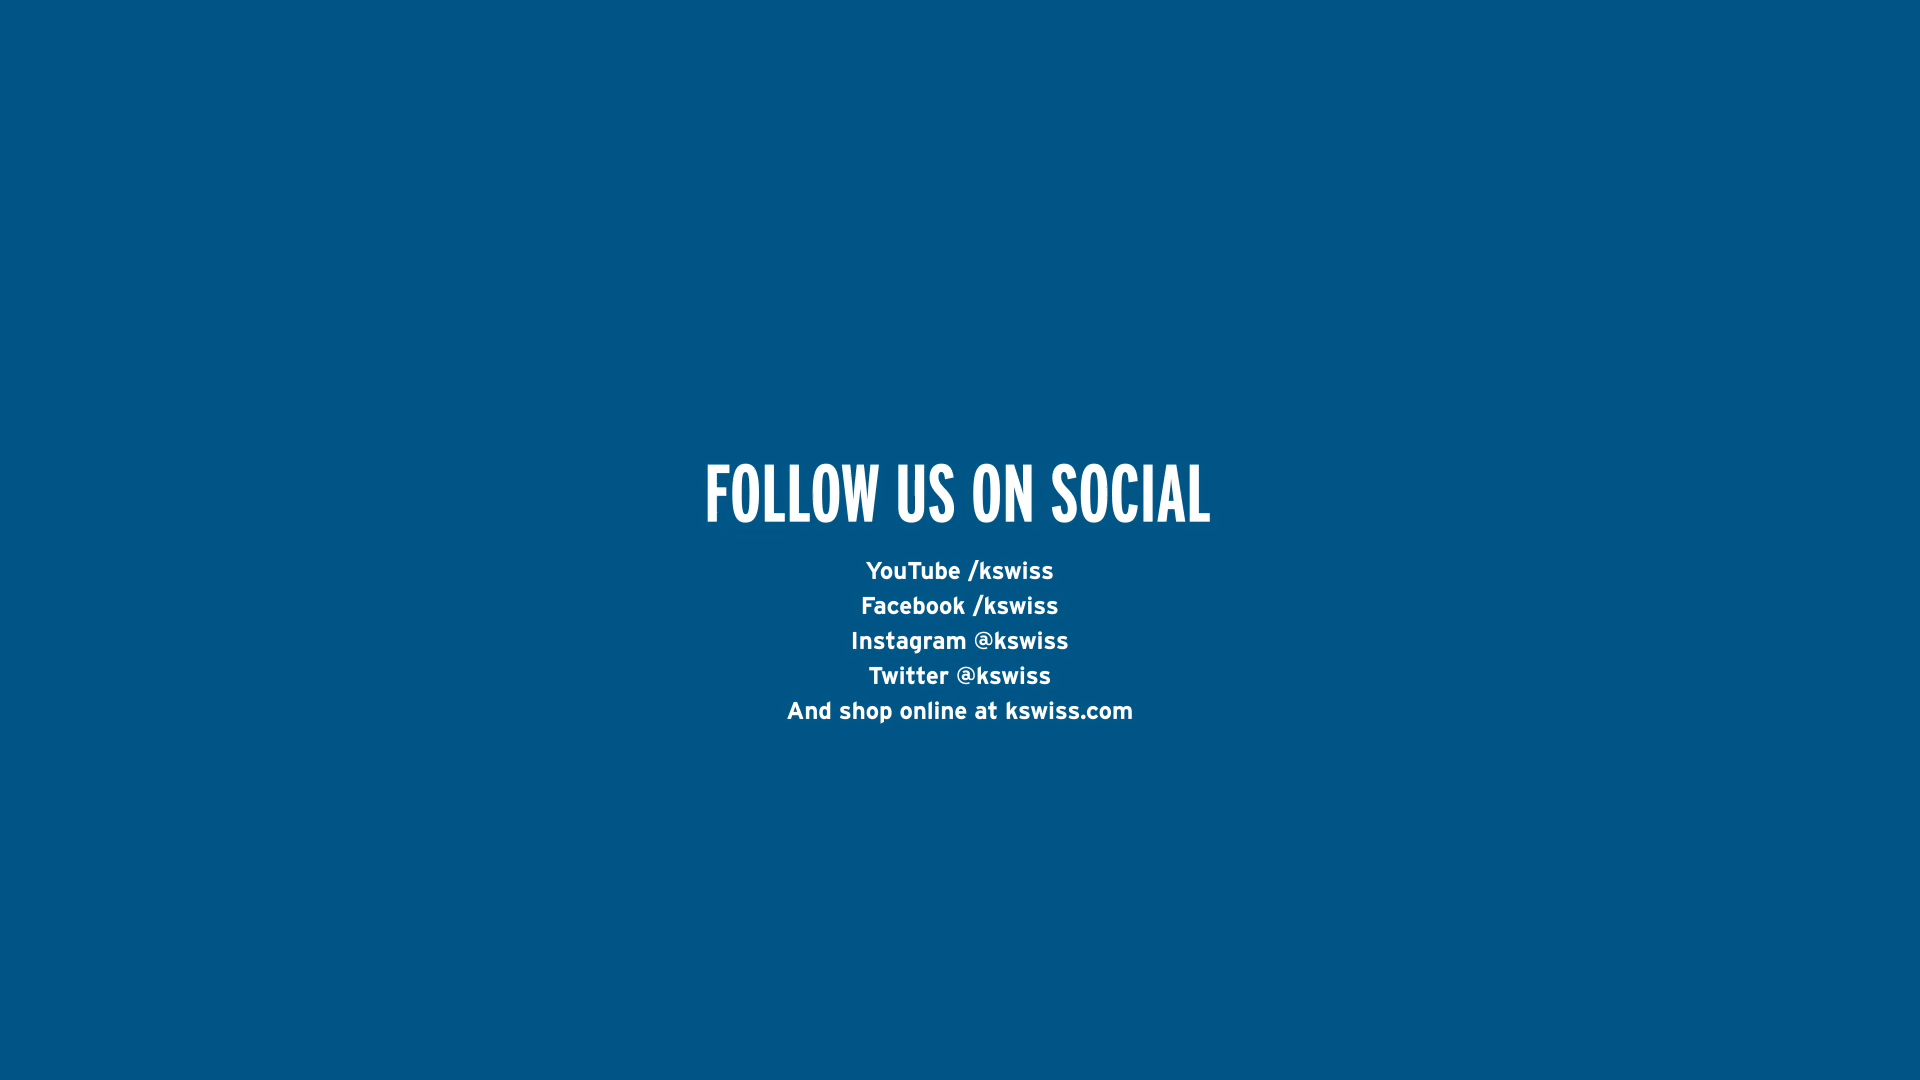 FOLLOW US ON SOCIAL
YouTube /kswiss
Facebook /kswiss
Instagram @kswiss
Twitter @kswiss
And shop online at kswiss.com